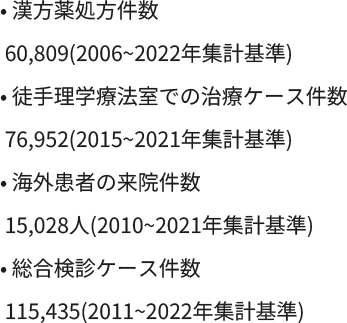 • 漢方薬処方件数
60,809(2006~2022年集計基準)
• 徒手理学療法室での治療ケース件数
76,952(2015~2021年集計基準)
• 海外患者の来院件数
15,028人(2010~2021年集計基準)
• 総合検診ケース件数
115,435(2011~2022年集計基準)